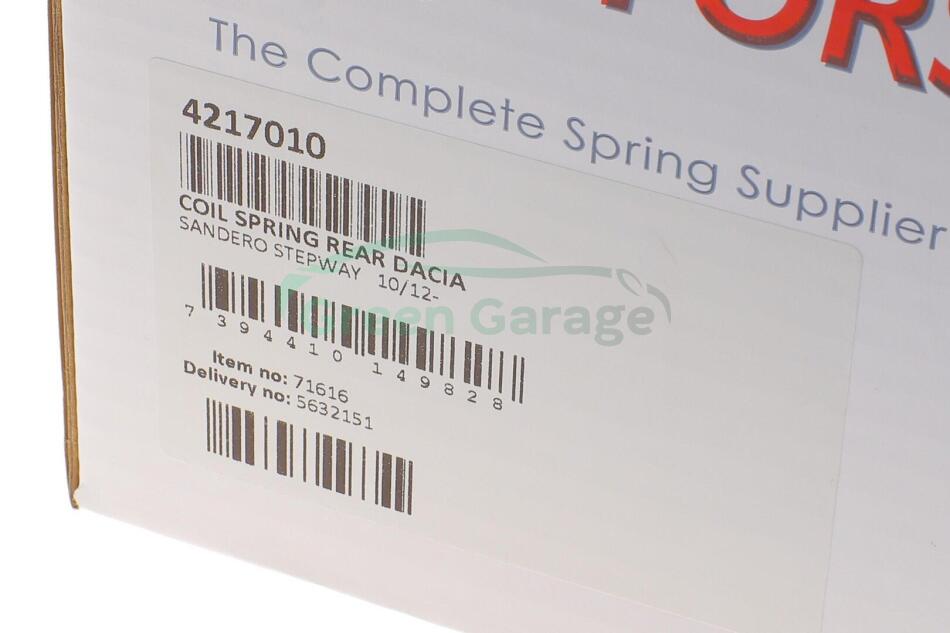 The Complete Spring Supplier
4217010
COIL SPRING REAR DACIA
SANDERO STEPWAY 10/12-
7 394410 149828
Item no: 71616
Delivery no: 5632151
Green Garage